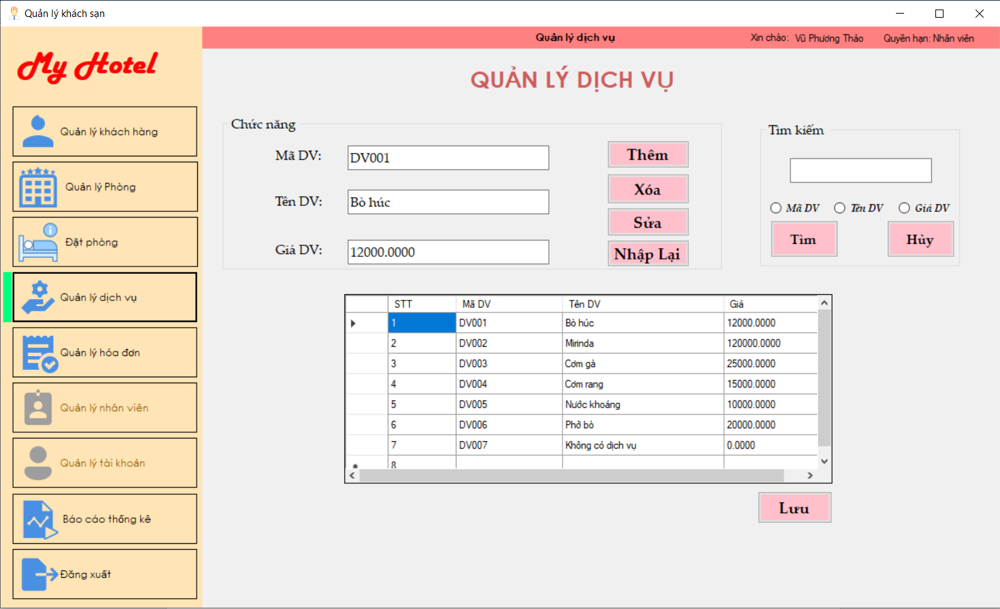 Quản lý khách sạn
Quản lý dịch vụ
Xin chào: Vũ Phương Thảo
Quyền hạn: Nhân viên
My Hotel
Quản lý khách hàng
Quản lý Phòng
Đặt phòng
Quản lý dịch vụ
Quản lý hóa đơn
Quản lý nhân viên
Quản lý tài khoản
Báo cáo thống kê
Đăng xuất
QUẢN LÝ DỊCH VỤ
Chức năng
Mã DV: DV001
Tên DV: Bò húc
Giá DV: 12000.0000
Thêm
Xóa
Sửa
Nhập Lại
Tìm kiếm
Mã DV Tên DV Giá DV
Tìm Hủy
STT Mã DV Tên DV Giá
1 DV001 Bò húc 12000.0000
2 DV002 Mirinda 120000.0000
3 DV003 Cơm gà 25000.0000
4 DV004 Cơm rang 15000.0000
5 DV005 Nước khoáng 10000.0000
6 DV006 Phở bò 20000.0000
7 DV007 Không có dịch vụ 0.0000
8
Lưu